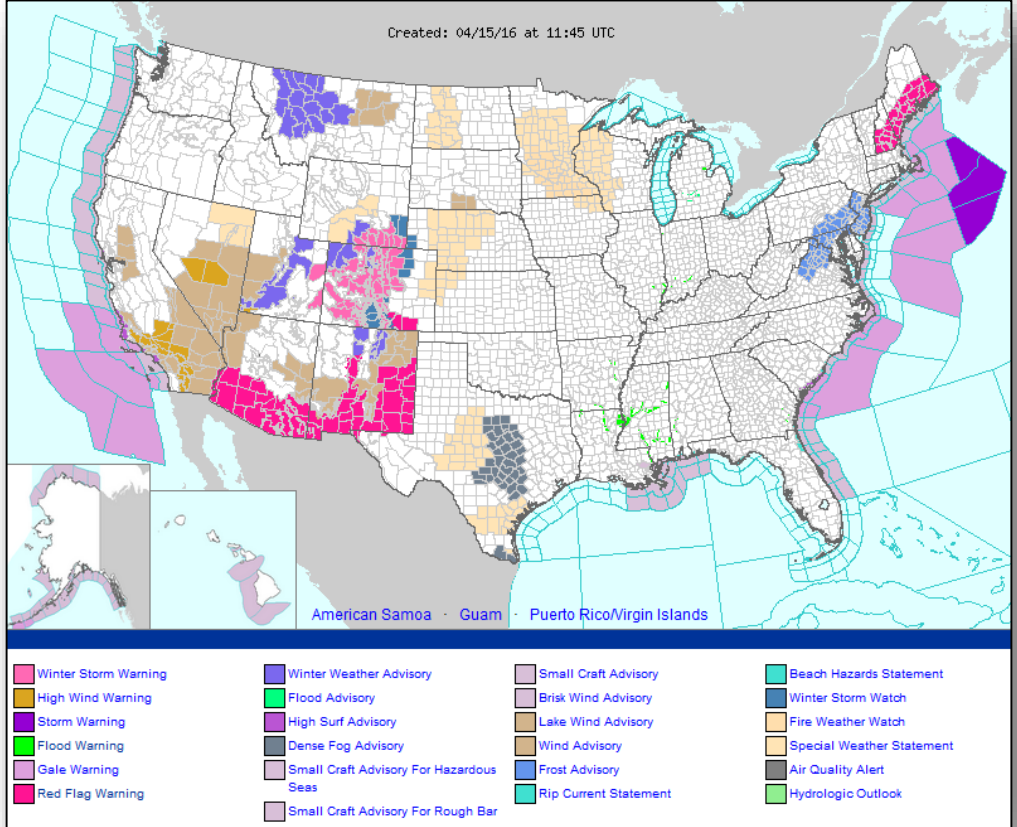 Created: 04/15/16 at 11:45 UTC
American Samoa · Guam · Puerto Rico/Virgin Islands
Winter Storm Warning
High Wind Warning
Storm Warning
Flood Warning
Gale Warning
Red Flag Warning
Winter Weather Advisory
Flood Advisory
High Surf Advisory
Dense Fog Advisory
Small Craft Advisory For Hazardous
Seas
Small Craft Advisory For Rough Bar
Small Craft Advisory
Brisk Wind Advisory
Lake Wind Advisory
Wind Advisory
Frost Advisory
Rip Current Statement
Beach Hazards Statement
Winter Storm Watch
Fire Weather Watch
Special Weather Statement
Air Quality Alert
Hydrologic Outlook